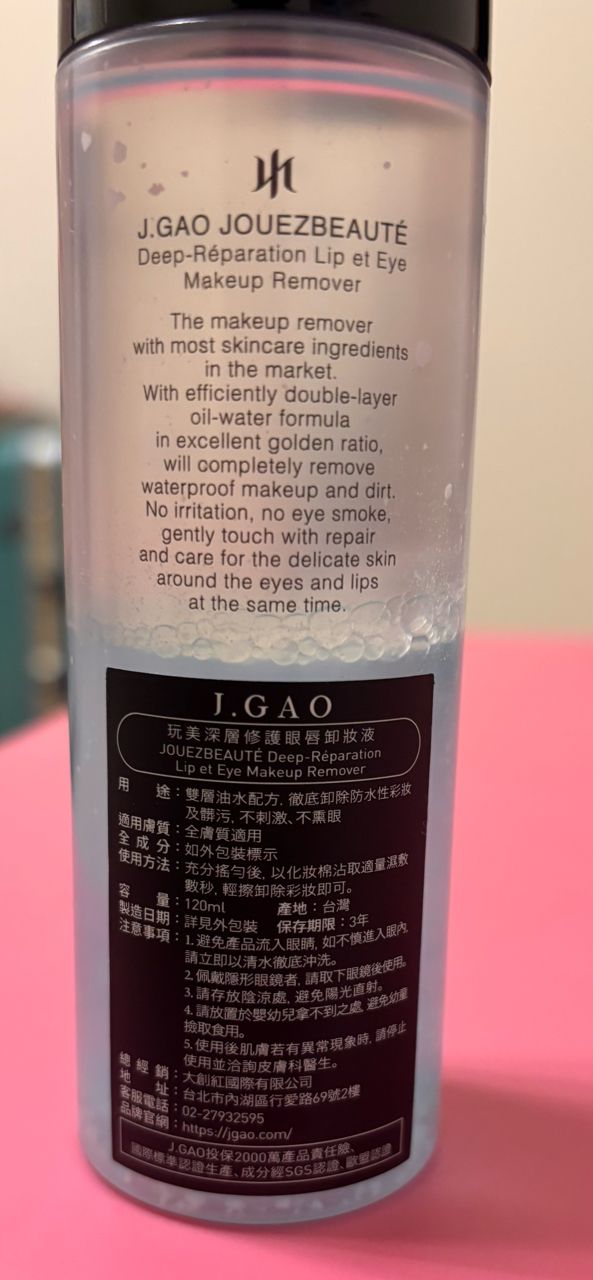 J.GAO JOUEZBEAUTÉ
Deep-Réparation Lip et Eye
Makeup Remover
The makeup remover
with most skincare ingredients
in the market.
With efficiently double-layer
oil-water formula
in excellent golden ratio,
will completely remove
waterproof makeup and dirt.
No irritation, no eye smoke,
gently touch with repair
and care for the delicate skin
around the eyes and lips
at the same time.
J.GAO
玩美深層修護眼唇卸妝液
JOUEZBEAUTÉ Deep-Réparation
Lip et Eye Makeup Remover
用途：雙層油水配方, 徹底卸除防水性彩妝
及髒污, 不刺激、不熏眼
適用膚質：全膚質適用
全成分：如外包裝標示
使用方法：充分搖勻後, 以化妝棉沾取適量濕敷
數秒, 輕擦卸除彩妝即可。
容量：120ml 產地：台灣
製造日期：詳見外包裝 保存期限：3年
注意事項：1. 避免產品流入眼睛, 如不慎進入眼內,
請立即以清水徹底沖洗。
2. 佩戴隱形眼鏡者, 請取下眼鏡後使用。
3. 請存放陰涼處, 避免陽光直射。
4. 請放置於嬰幼兒拿不到之處, 避免幼童
撿取食用。
5. 使用後肌膚若有異常現象時, 請停止
使用並洽詢皮膚科醫生。
總經銷：大創紅國際有限公司
地址：台北市內湖區行愛路69號2樓
客服電話：02-27932595
品牌官網：https://jgao.com/
J.GAO投保2000萬產品責任險、
國際標準認證生產、成分經SGS認證、歐盟認證